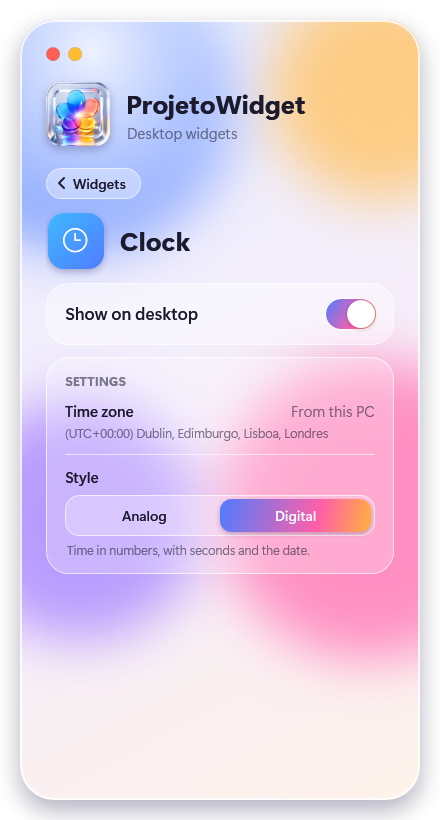 ProjetoWidget
Desktop widgets
Widgets
Clock
Show on desktop
SETTINGS
Time zone
From this PC
(UTC+00:00) Dublin, Edimburgo, Lisboa, Londres
Style
Analog
Digital
Time in numbers, with seconds and the date.